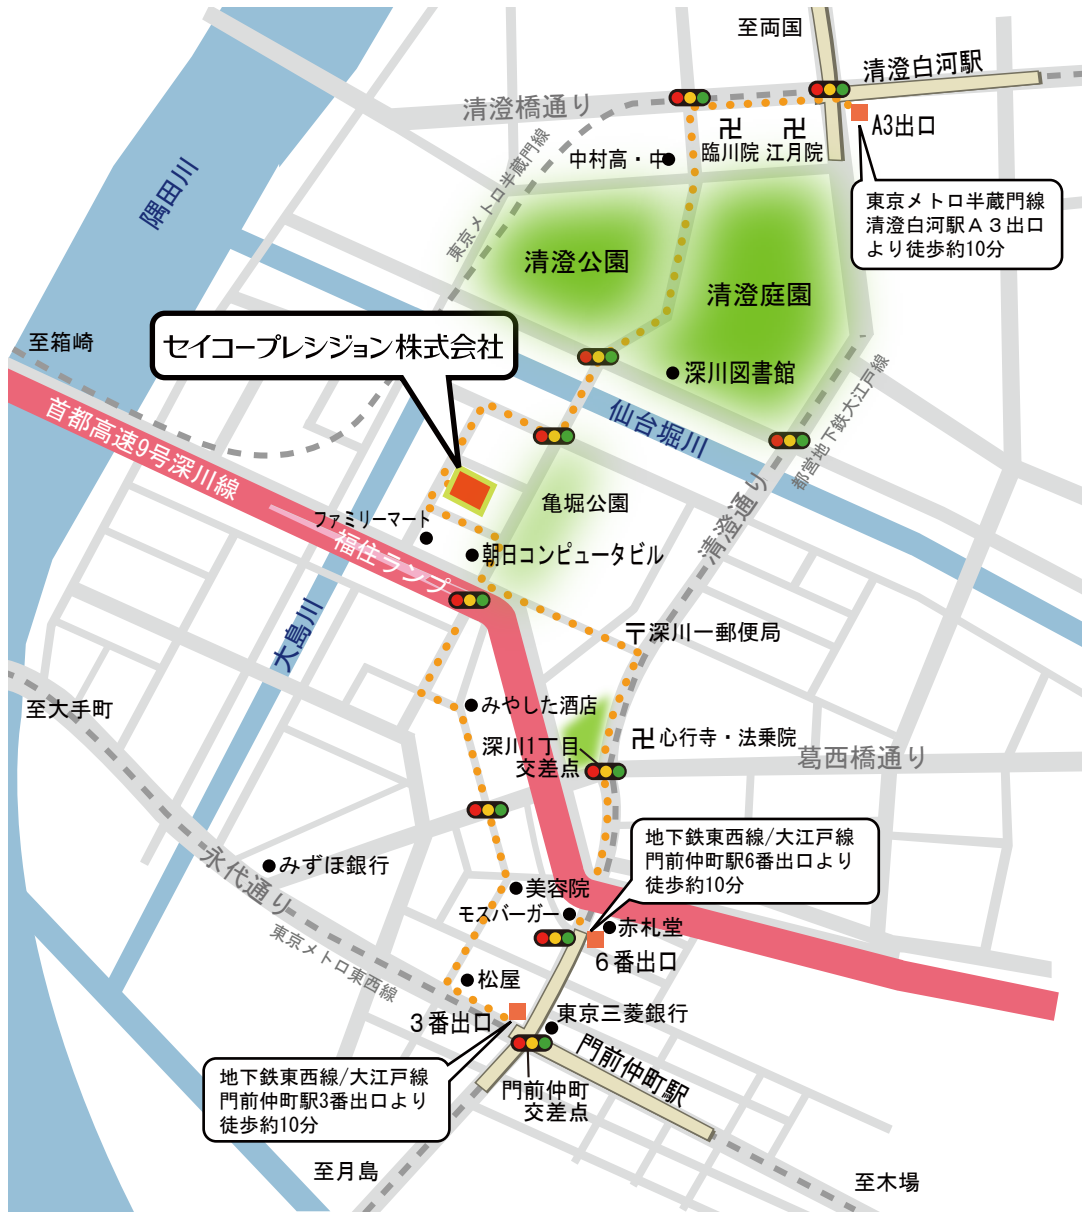 至両国
清澄白河駅
清澄橋通り
A3出口
中村高・中
卍
臨川院
卍
江月院
東京メトロ半蔵門線
東京メトロ半蔵門線
清澄白河駅A3出口
より徒歩約10分
隅田川
清澄公園
清澄庭園
至箱崎
セイコープレシジョン株式会社
深川図書館
首都高速9号深川線
仙台堀川
都営地下鉄大江戸線
清澄通り
亀堀公園
ファミリーマート
福住ランプ
朝日コンピュータビル
大島川
〒深川一郵便局
至大手町
みやした酒店
深川1丁目
交差点
卍心行寺・法乗院
葛西橋通り
地下鉄東西線/大江戸線
門前仲町駅6番出口より
徒歩約10分
永代通り
みずほ銀行
美容院
モスバーガー
赤札堂
東京メトロ東西線
6番出口
松屋
3番出口
東京三菱銀行
門前仲町駅
地下鉄東西線/大江戸線
門前仲町駅3番出口より
徒歩約10分
門前仲町
交差点
至月島
至木場